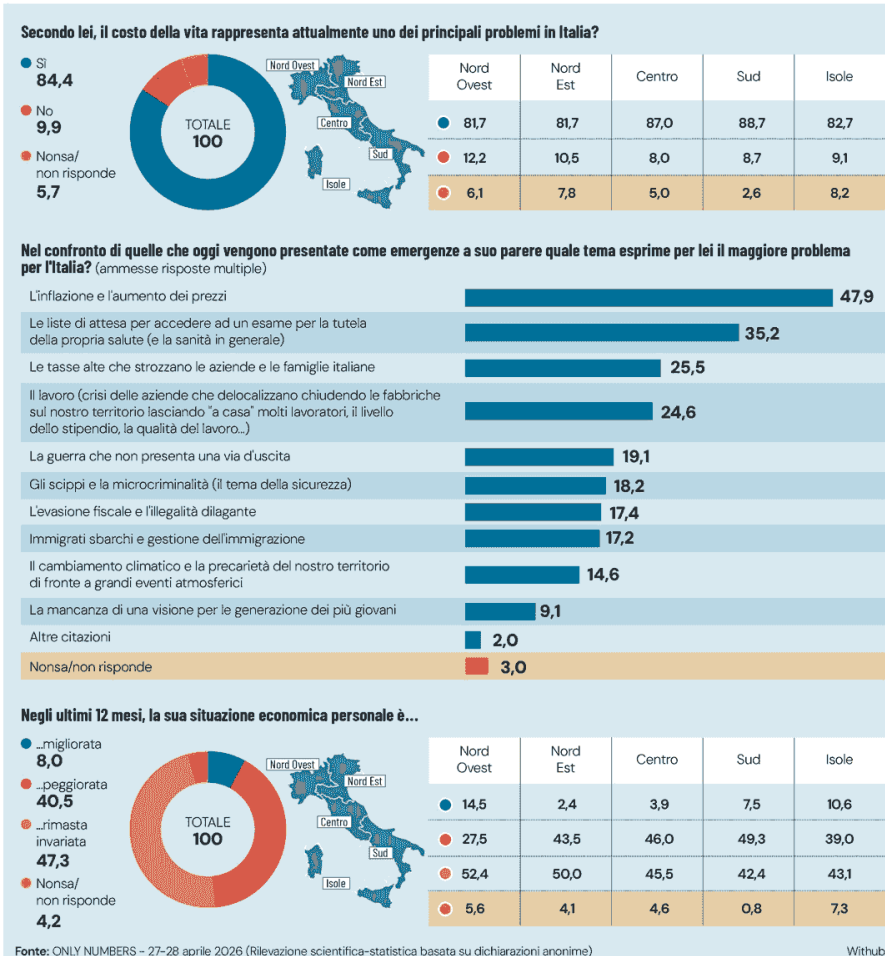 Secondo lei, il costo della vita rappresenta attualmente uno dei principali problemi in Italia?
Sì
84,4
No
9,9
Nonsa/
non risponde
5,7
TOTALE
100
Nord Ovest
Nord Est
Centro
Sud
Isole
Nord
Ovest
Nord
Est
Centro
Sud
Isole
81,7
81,7
87,0
88,7
82,7
12,2
10,5
8,0
8,7
9,1
6,1
7,8
5,0
2,6
8,2
Nel confronto di quelle che oggi vengono presentate come emergenze a suo parere quale tema esprime per lei il maggiore problema
per l'Italia? (ammesse risposte multiple)
L'inflazione e l'aumento dei prezzi
47,9
Le liste di attesa per accedere ad un esame per la tutela
della propria salute (e la sanità in generale)
35,2
Le tasse alte che strozzano le aziende e le famiglie italiane
25,5
Il lavoro (crisi delle aziende che delocalizzano chiudendo le fabbriche
sul nostro territorio lasciando "a casa" molti lavoratori, il livello
dello stipendio, la qualità del lavoro...)
24,6
La guerra che non presenta una via d'uscita
19,1
Gli scippi e la microcriminalità (il tema della sicurezza)
18,2
L'evasione fiscale e l'illegalità dilagante
17,4
Immigrati sbarchi e gestione dell'immigrazione
17,2
Il cambiamento climatico e la precarietà del nostro territorio
di fronte a grandi eventi atmosferici
14,6
La mancanza di una visione per le generazione dei più giovani
9,1
Altre citazioni
2,0
Nonsa/non risponde
3,0
Negli ultimi 12 mesi, la sua situazione economica personale è...
...migliorata
8,0
...peggiorata
40,5
...rimasta
invariata
47,3
Nonsa/
non risponde
4,2
TOTALE
100
Nord Ovest
Nord Est
Centro
Sud
Isole
Nord
Ovest
Nord
Est
Centro
Sud
Isole
14,5
2,4
3,9
7,5
10,6
27,5
43,5
46,0
49,3
39,0
52,4
50,0
45,5
42,4
43,1
5,6
4,1
4,6
0,8
7,3
Fonte: ONLY NUMBERS - 27-28 aprile 2026 (Rilevazione scientifica-statistica basata su dichiarazioni anonime)
Withub